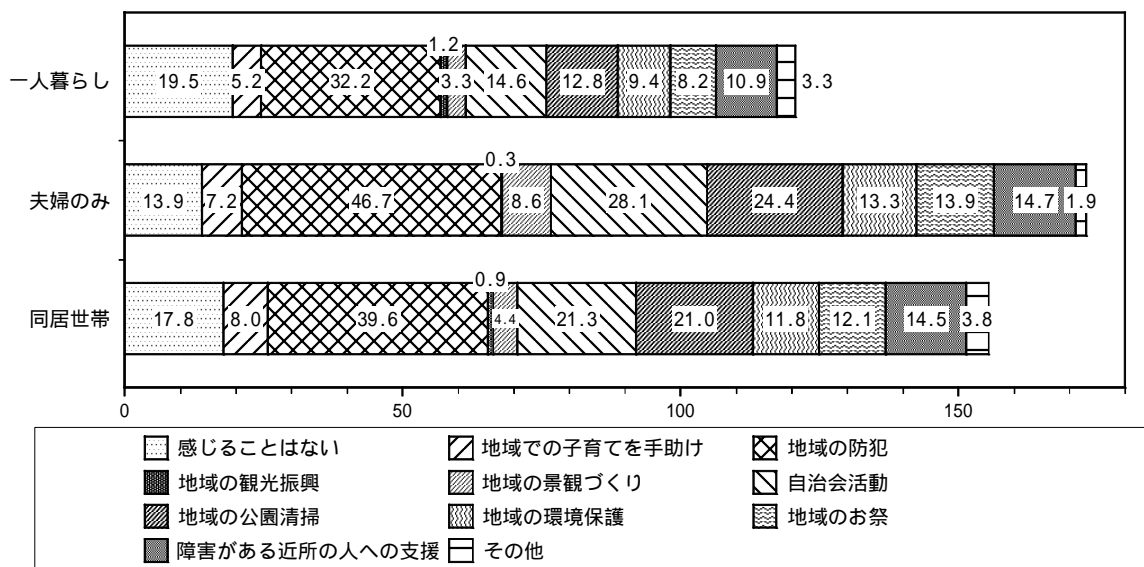 1.2
一人暮らし 19.5 5.2 32.2 3.3 14.6 12.8 9.4 8.2 10.9 3.3
0.3
夫婦のみ 13.9 7.2 46.7 8.6 28.1 24.4 13.3 13.9 14.7 1.9
0.9
同居世帯 17.8 8.0 39.6 4.4 21.3 21.0 11.8 12.1 14.5 3.8
0 50 100 150
感じることはない 地域での子育てを手助け 地域の防犯
地域の観光振興 地域の景観づくり 自治会活動
地域の公園清掃 地域の環境保護 地域のお祭
障害がある近所の人への支援 その他